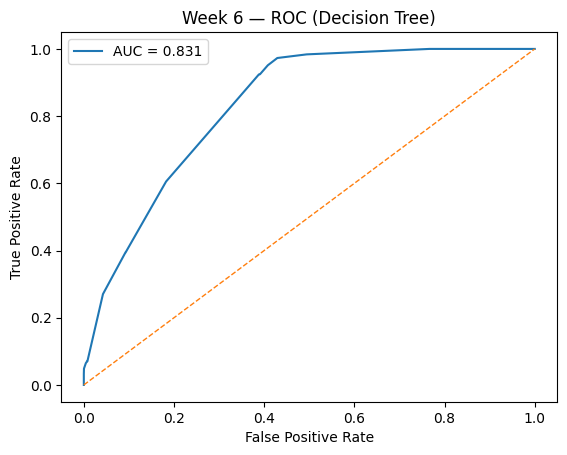 Week 6 — ROC (Decision Tree)
AUC = 0.831
True Positive Rate
1.0
0.8
0.6
0.4
0.2
0.0
0.0 0.2 0.4 0.6 0.8 1.0
False Positive Rate